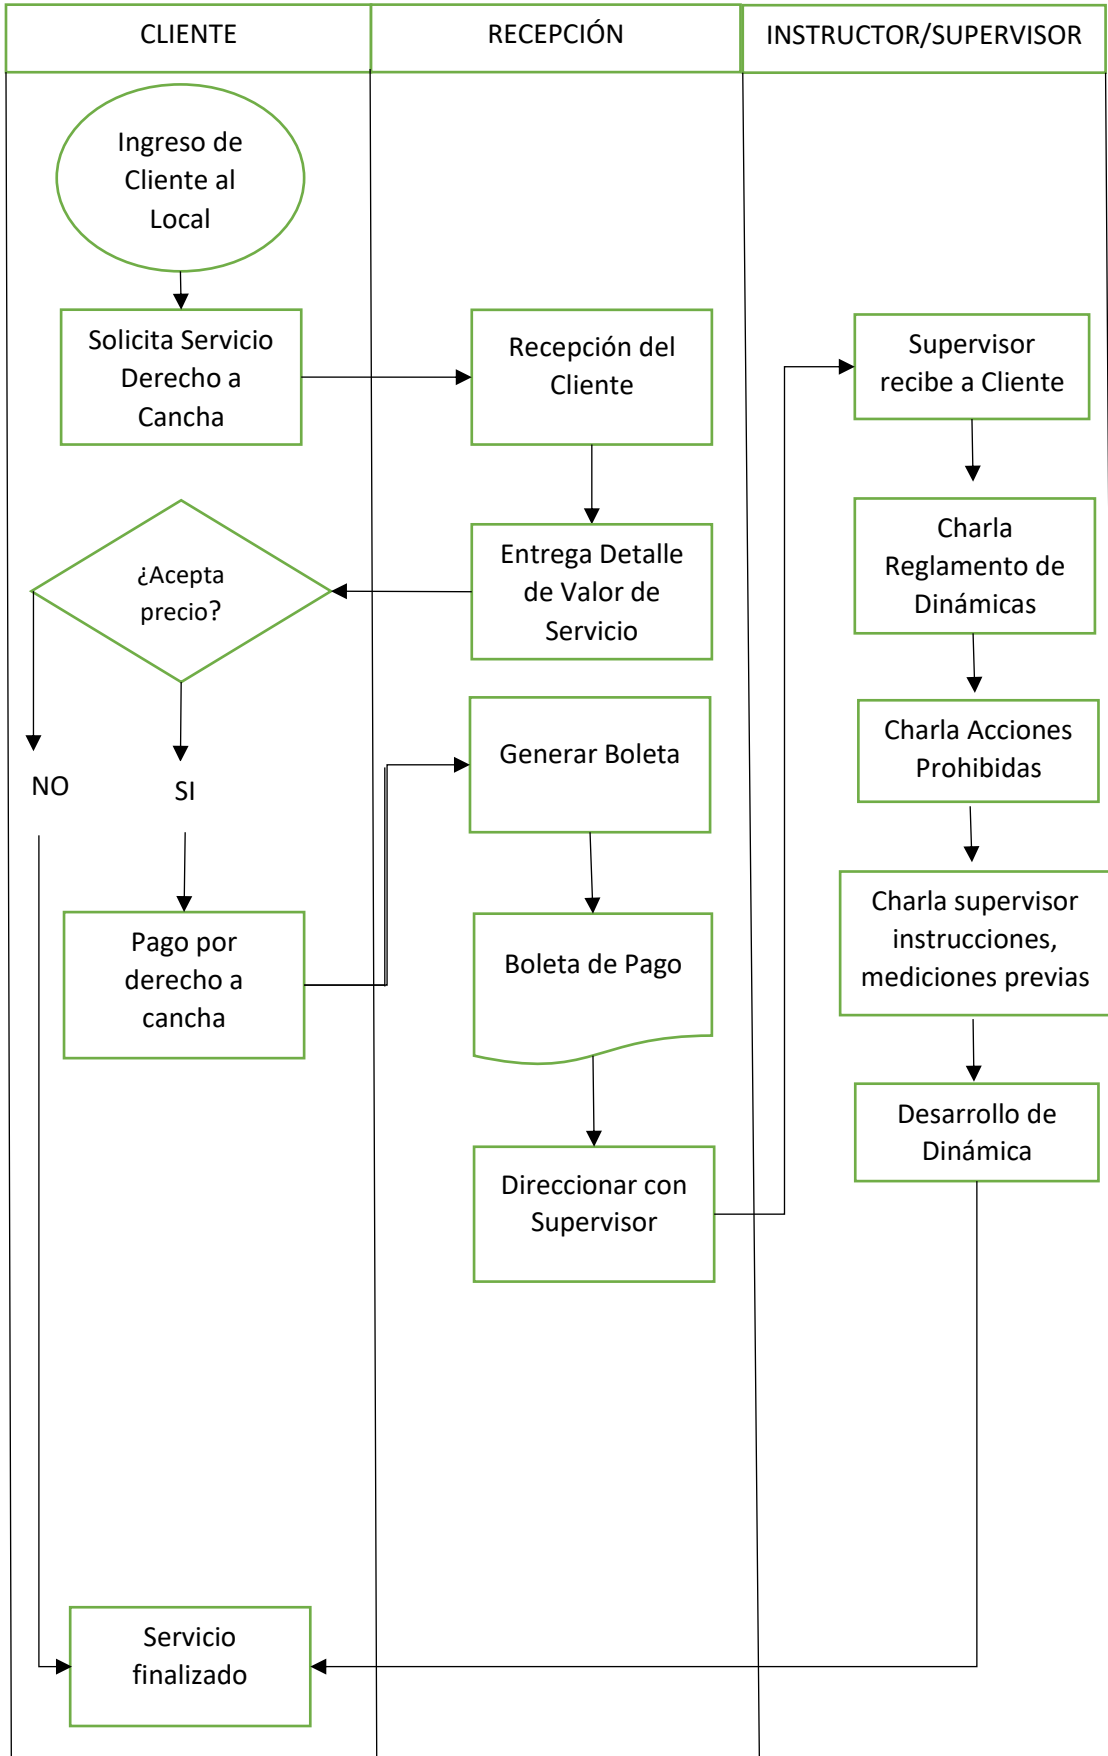 CLIENTE
RECEPCIÓN
INSTRUCTOR/SUPERVISOR
Ingreso de
Cliente al
Local
Solicita Servicio
Derecho a
Cancha
Recepción del
Cliente
Supervisor
recibe a Cliente
¿Acepta
precio?
Entrega Detalle
de Valor de
Servicio
Charla
Reglamento de
Dinámicas
NO
SI
Generar Boleta
Charla Acciones
Prohibidas
Pago por
derecho a
cancha
Boleta de Pago
Charla supervisor
instrucciones,
mediciones previas
Direccionar con
Supervisor
Desarrollo de
Dinámica
Servicio
finalizado